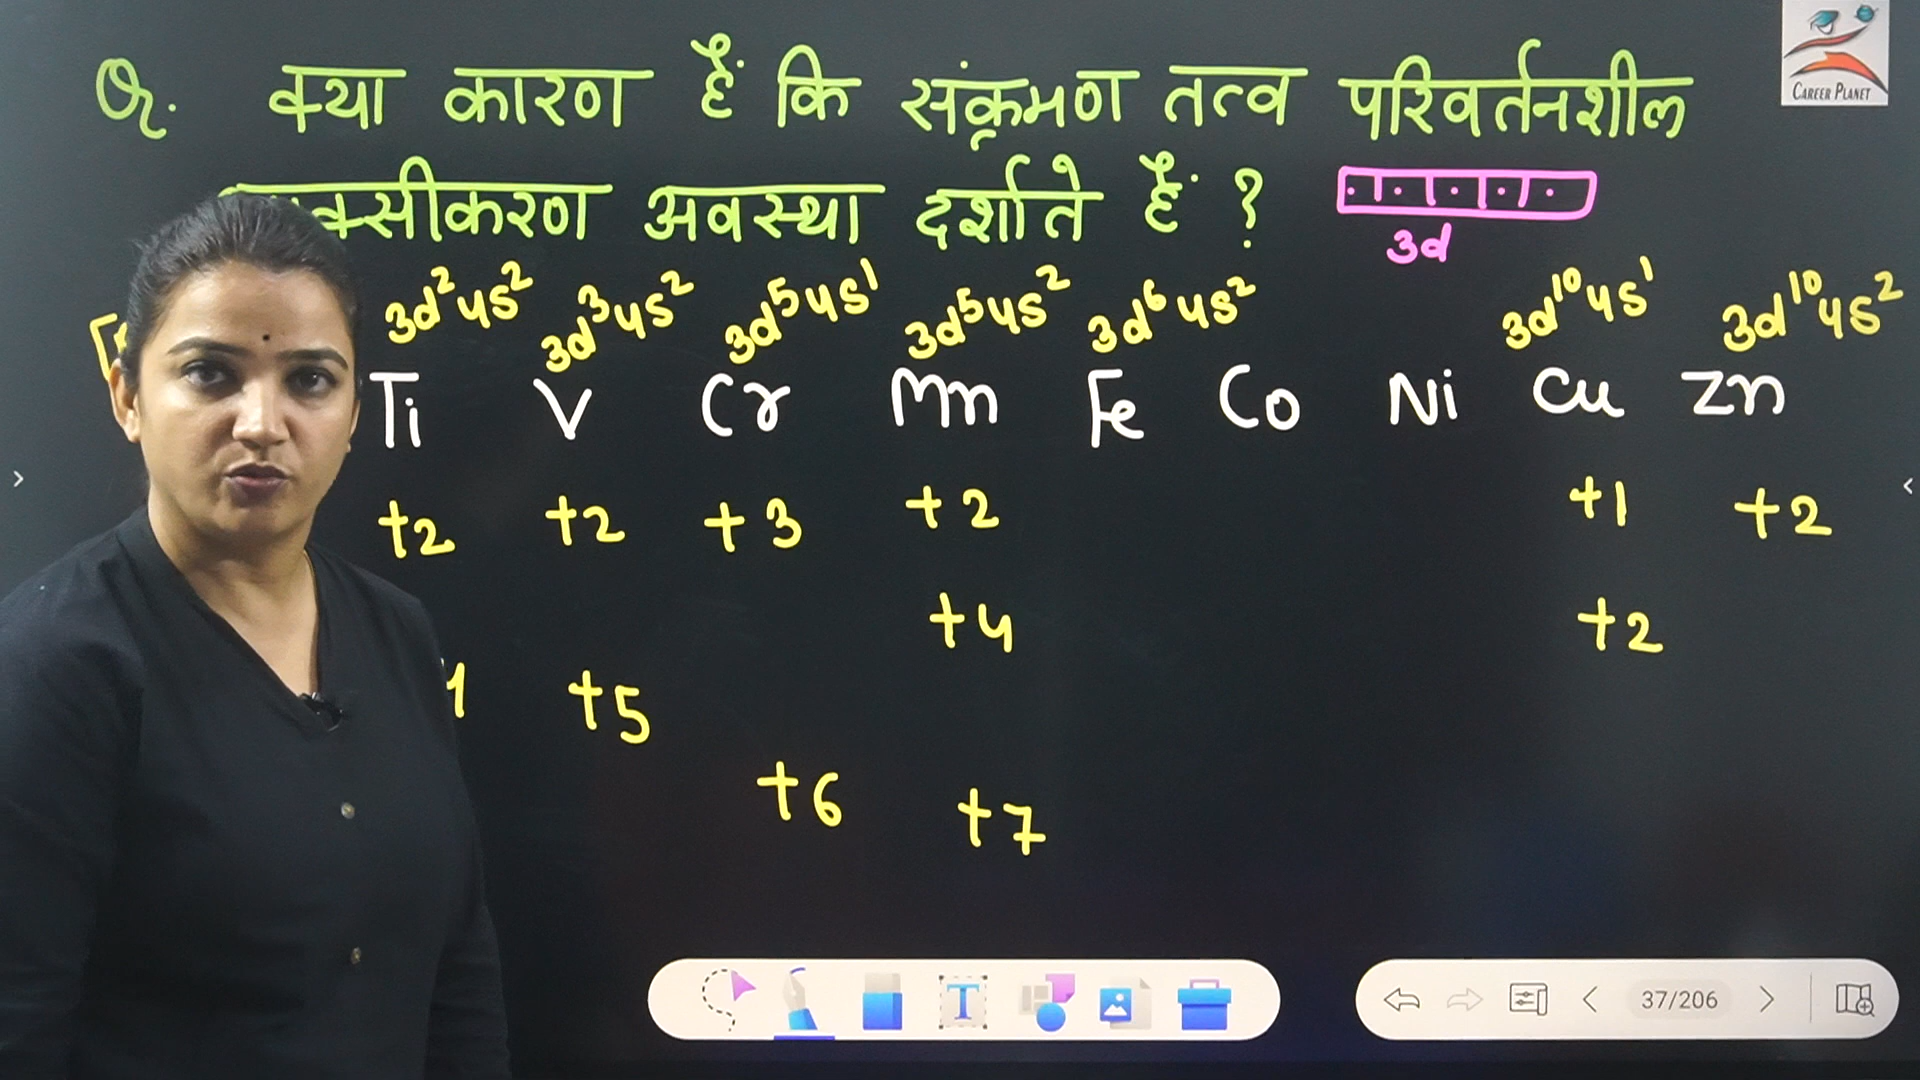 Q. क्या कारण हैं कि संक्रमण तत्व परिवर्तनशील
अवस्था दर्शाते हैं ?
3d
3d²4s² 3d³4s² 3d⁵4s¹ 3d⁵4s² 3d⁶4s² 3d¹⁰4s¹ 3d¹⁰4s²
Ti V Cr Mn Fe Co Ni Cu Zn
+2 +2 +3 +2 +1 +2
+4 +2
+5
+6 +7
CAREER PLANET
T
37/206